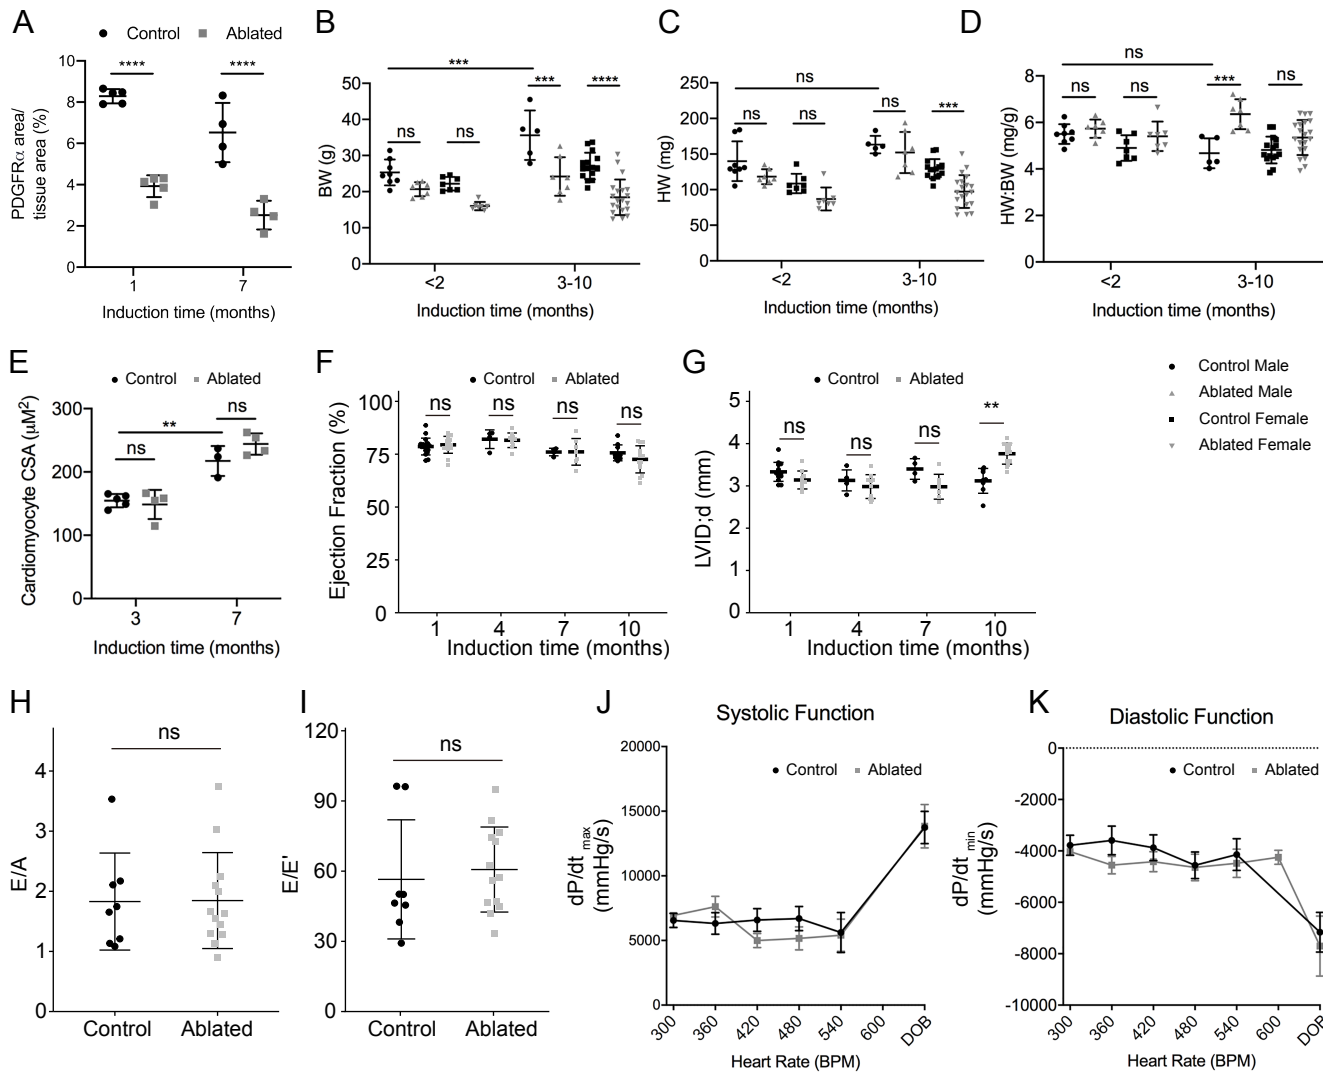 A
Control
Ablated
PDGFRα area/
tissue area (%)
10
8
6
4
2
0
****
****
1
7
Induction time (months)
B
BW (g)
50
40
30
20
10
0
***
ns
ns
***
****
<2
3-10
Induction time (months)
C
HW (mg)
250
200
150
100
50
0
ns
ns
ns
ns
***
<2
3-10
Induction time (months)
D
HW:BW (mg/g)
8
6
4
2
0
ns
ns
ns
***
ns
<2
3-10
Induction time (months)
E
Control
Ablated
Cardiomyocyte CSA (µM2)
300
200
100
0
**
ns
ns
3
7
Induction time (months)
F
Control
Ablated
Ejection Fraction (%)
100
75
50
25
0
ns
ns
ns
ns
1
4
7
10
Induction time (months)
G
Control
Ablated
LVID;d (mm)
5
4
3
2
1
0
ns
ns
ns
**
1
4
7
10
Induction time (months)
Control Male
Ablated Male
Control Female
Ablated Female
H
E/A
4
3
2
1
0
ns
Control
Ablated
I
E/E'
120
90
60
30
0
ns
Control
Ablated
J
Systolic Function
Control
Ablated
dP/dt max
(mmHg/s)
20000
15000
10000
5000
0
300
360
420
480
540
600
DOB
Heart Rate (BPM)
K
Diastolic Function
Control
Ablated
dP/dt min
(mmHg/s)
0
-2000
-4000
-6000
-8000
-10000
300
360
420
480
540
600
Heart Rate (BPM)